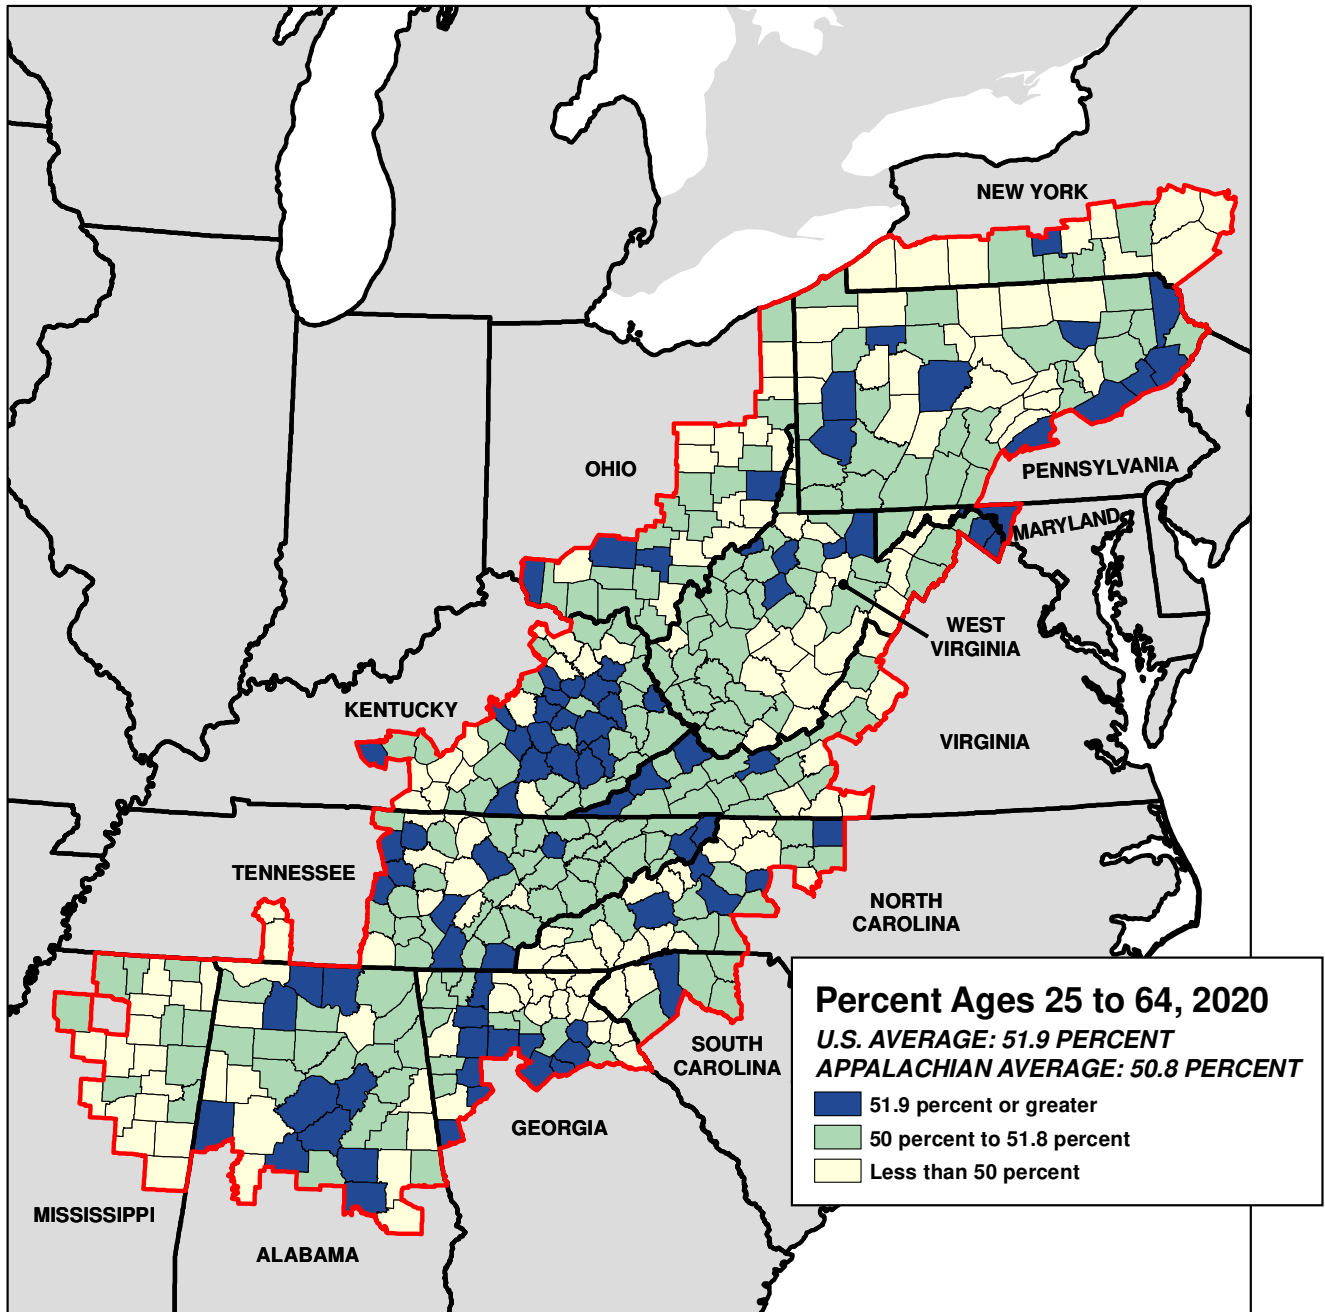 NEW YORK
OHIO
PENNSYLVANIA
MARYLAND
WEST
VIRGINIA
KENTUCKY
VIRGINIA
TENNESSEE
NORTH
CAROLINA
SOUTH
CAROLINA
GEORGIA
MISSISSIPPI
ALABAMA
Percent Ages 25 to 64, 2020
U.S. AVERAGE: 51.9 PERCENT
APPALACHIAN AVERAGE: 50.8 PERCENT
51.9 percent or greater
50 percent to 51.8 percent
Less than 50 percent